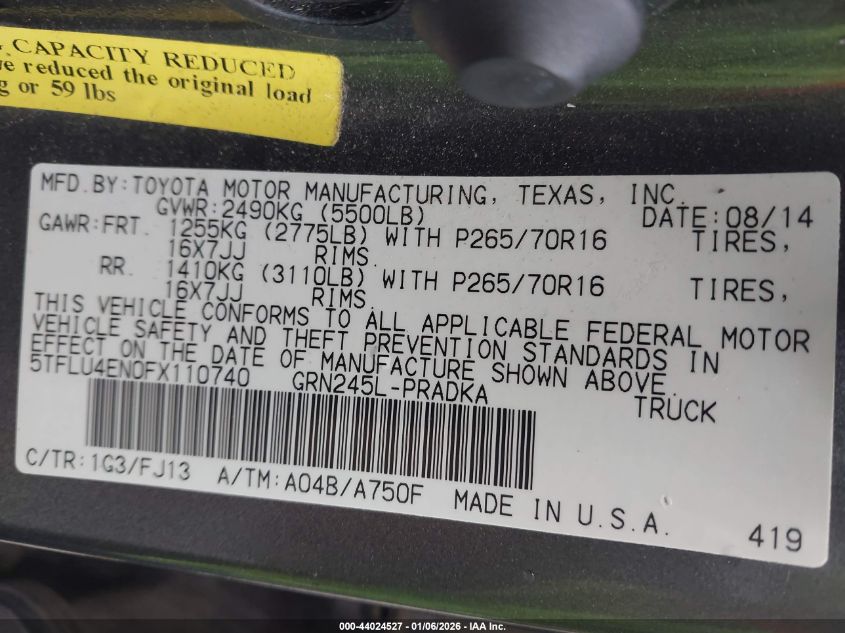 G CAPACITY REDUCED
ve reduced the original load
g or 59 lbs
MFD. BY: TOYOTA MOTOR MANUFACTURING, TEXAS, INC.
GVWR: 2490KG (5500LB) DATE: 08/14
GAWR: FRT. 1255KG (2775LB) WITH P265/70R16 TIRES,
16X7JJ RIMS.
RR. 1410KG (3110LB) WITH P265/70R16 TIRES,
16X7JJ RIMS.
THIS VEHICLE CONFORMS TO ALL APPLICABLE FEDERAL MOTOR
VEHICLE SAFETY AND THEFT PREVENTION STANDARDS IN
EFFECT ON THE DATE OF MANUFACTURE SHOWN ABOVE.
5TFLU4EN0FX110740 GRN245L-PRADKA TRUCK
C/TR: 1G3/FJ13 A/TM: A04B/A750F MADE IN U.S.A.
419
000-44024527 - 01/06/2026 - IAA Inc.